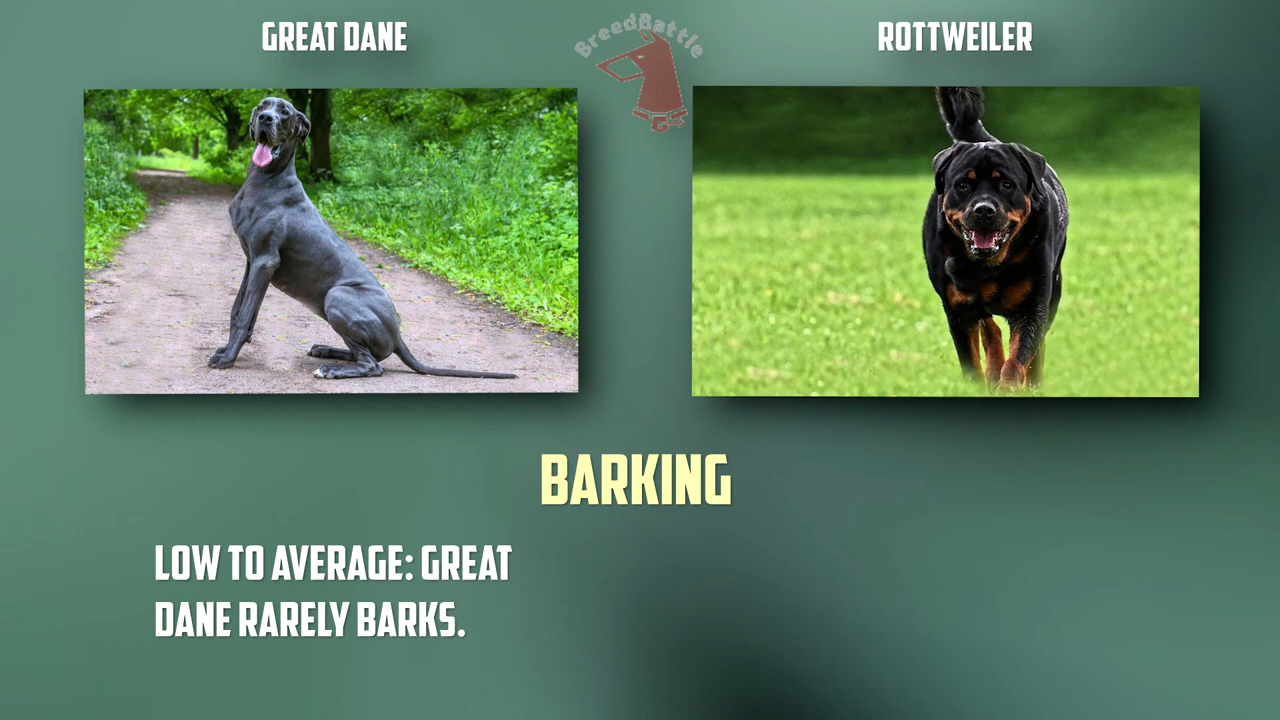 GREAT DANE
BreedBattle
ROTTWEILER
BARKING
LOW TO AVERAGE: GREAT
DANE RARELY BARKS.